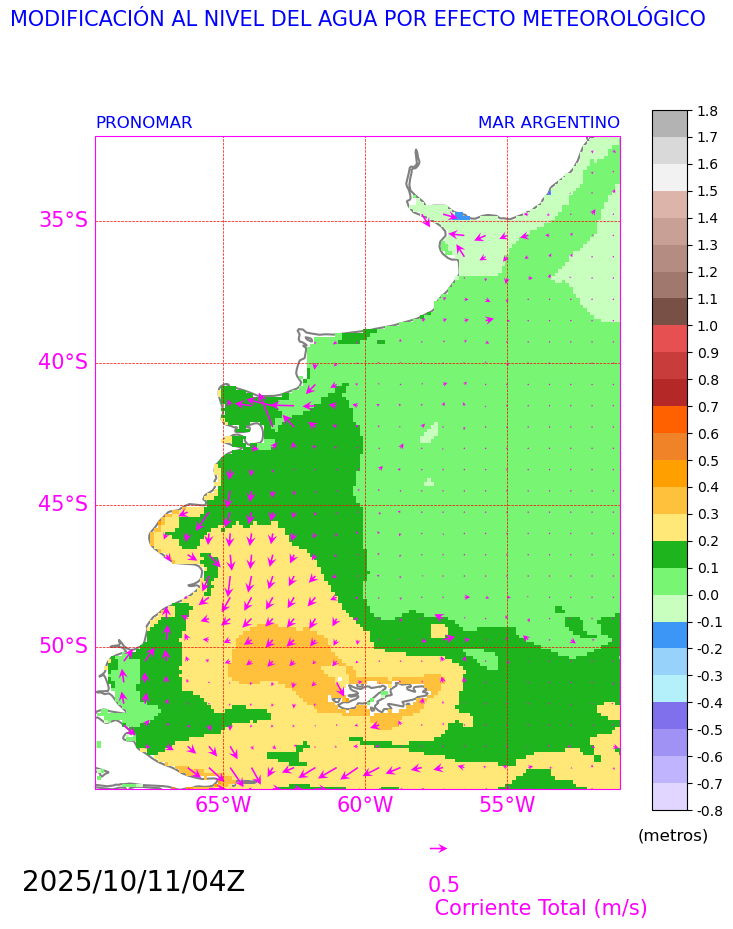 MODIFICACIÓN AL NIVEL DEL AGUA POR EFECTO METEOROLÓGICO
PRONOMAR MAR ARGENTINO
35°S
40°S
45°S
50°S
65°W 60°W 55°W
1.8
1.7
1.6
1.5
1.4
1.3
1.2
1.1
1.0
0.9
0.8
0.7
0.6
0.5
0.4
0.3
0.2
0.1
0.0
-0.1
-0.2
-0.3
-0.4
-0.5
-0.6
-0.7
-0.8
(metros)
2025/10/11/04Z
0.5
Corriente Total (m/s)